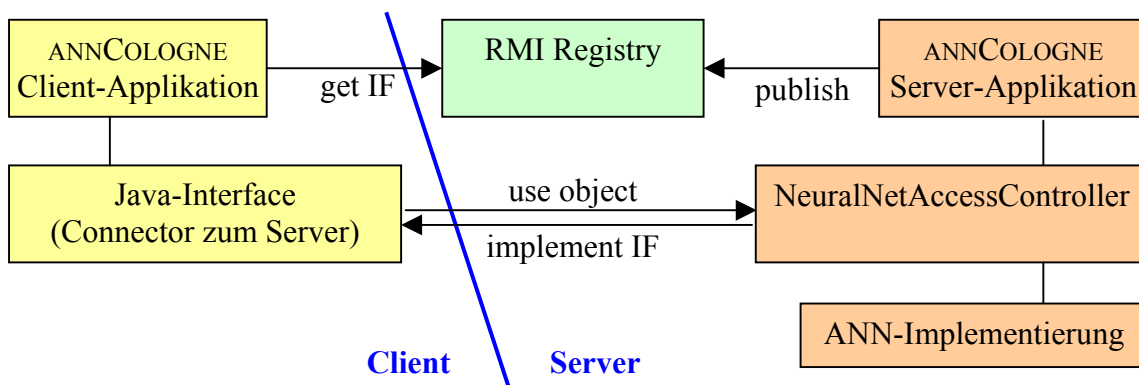 ANNCOLOGNE
Client-Applikation
get IF
RMI Registry
publish
ANNCOLOGNE
Server-Applikation
Java-Interface
(Connector zum Server)
use object
implement IF
NeuralNetAccessController
ANN-Implementierung
Client
Server